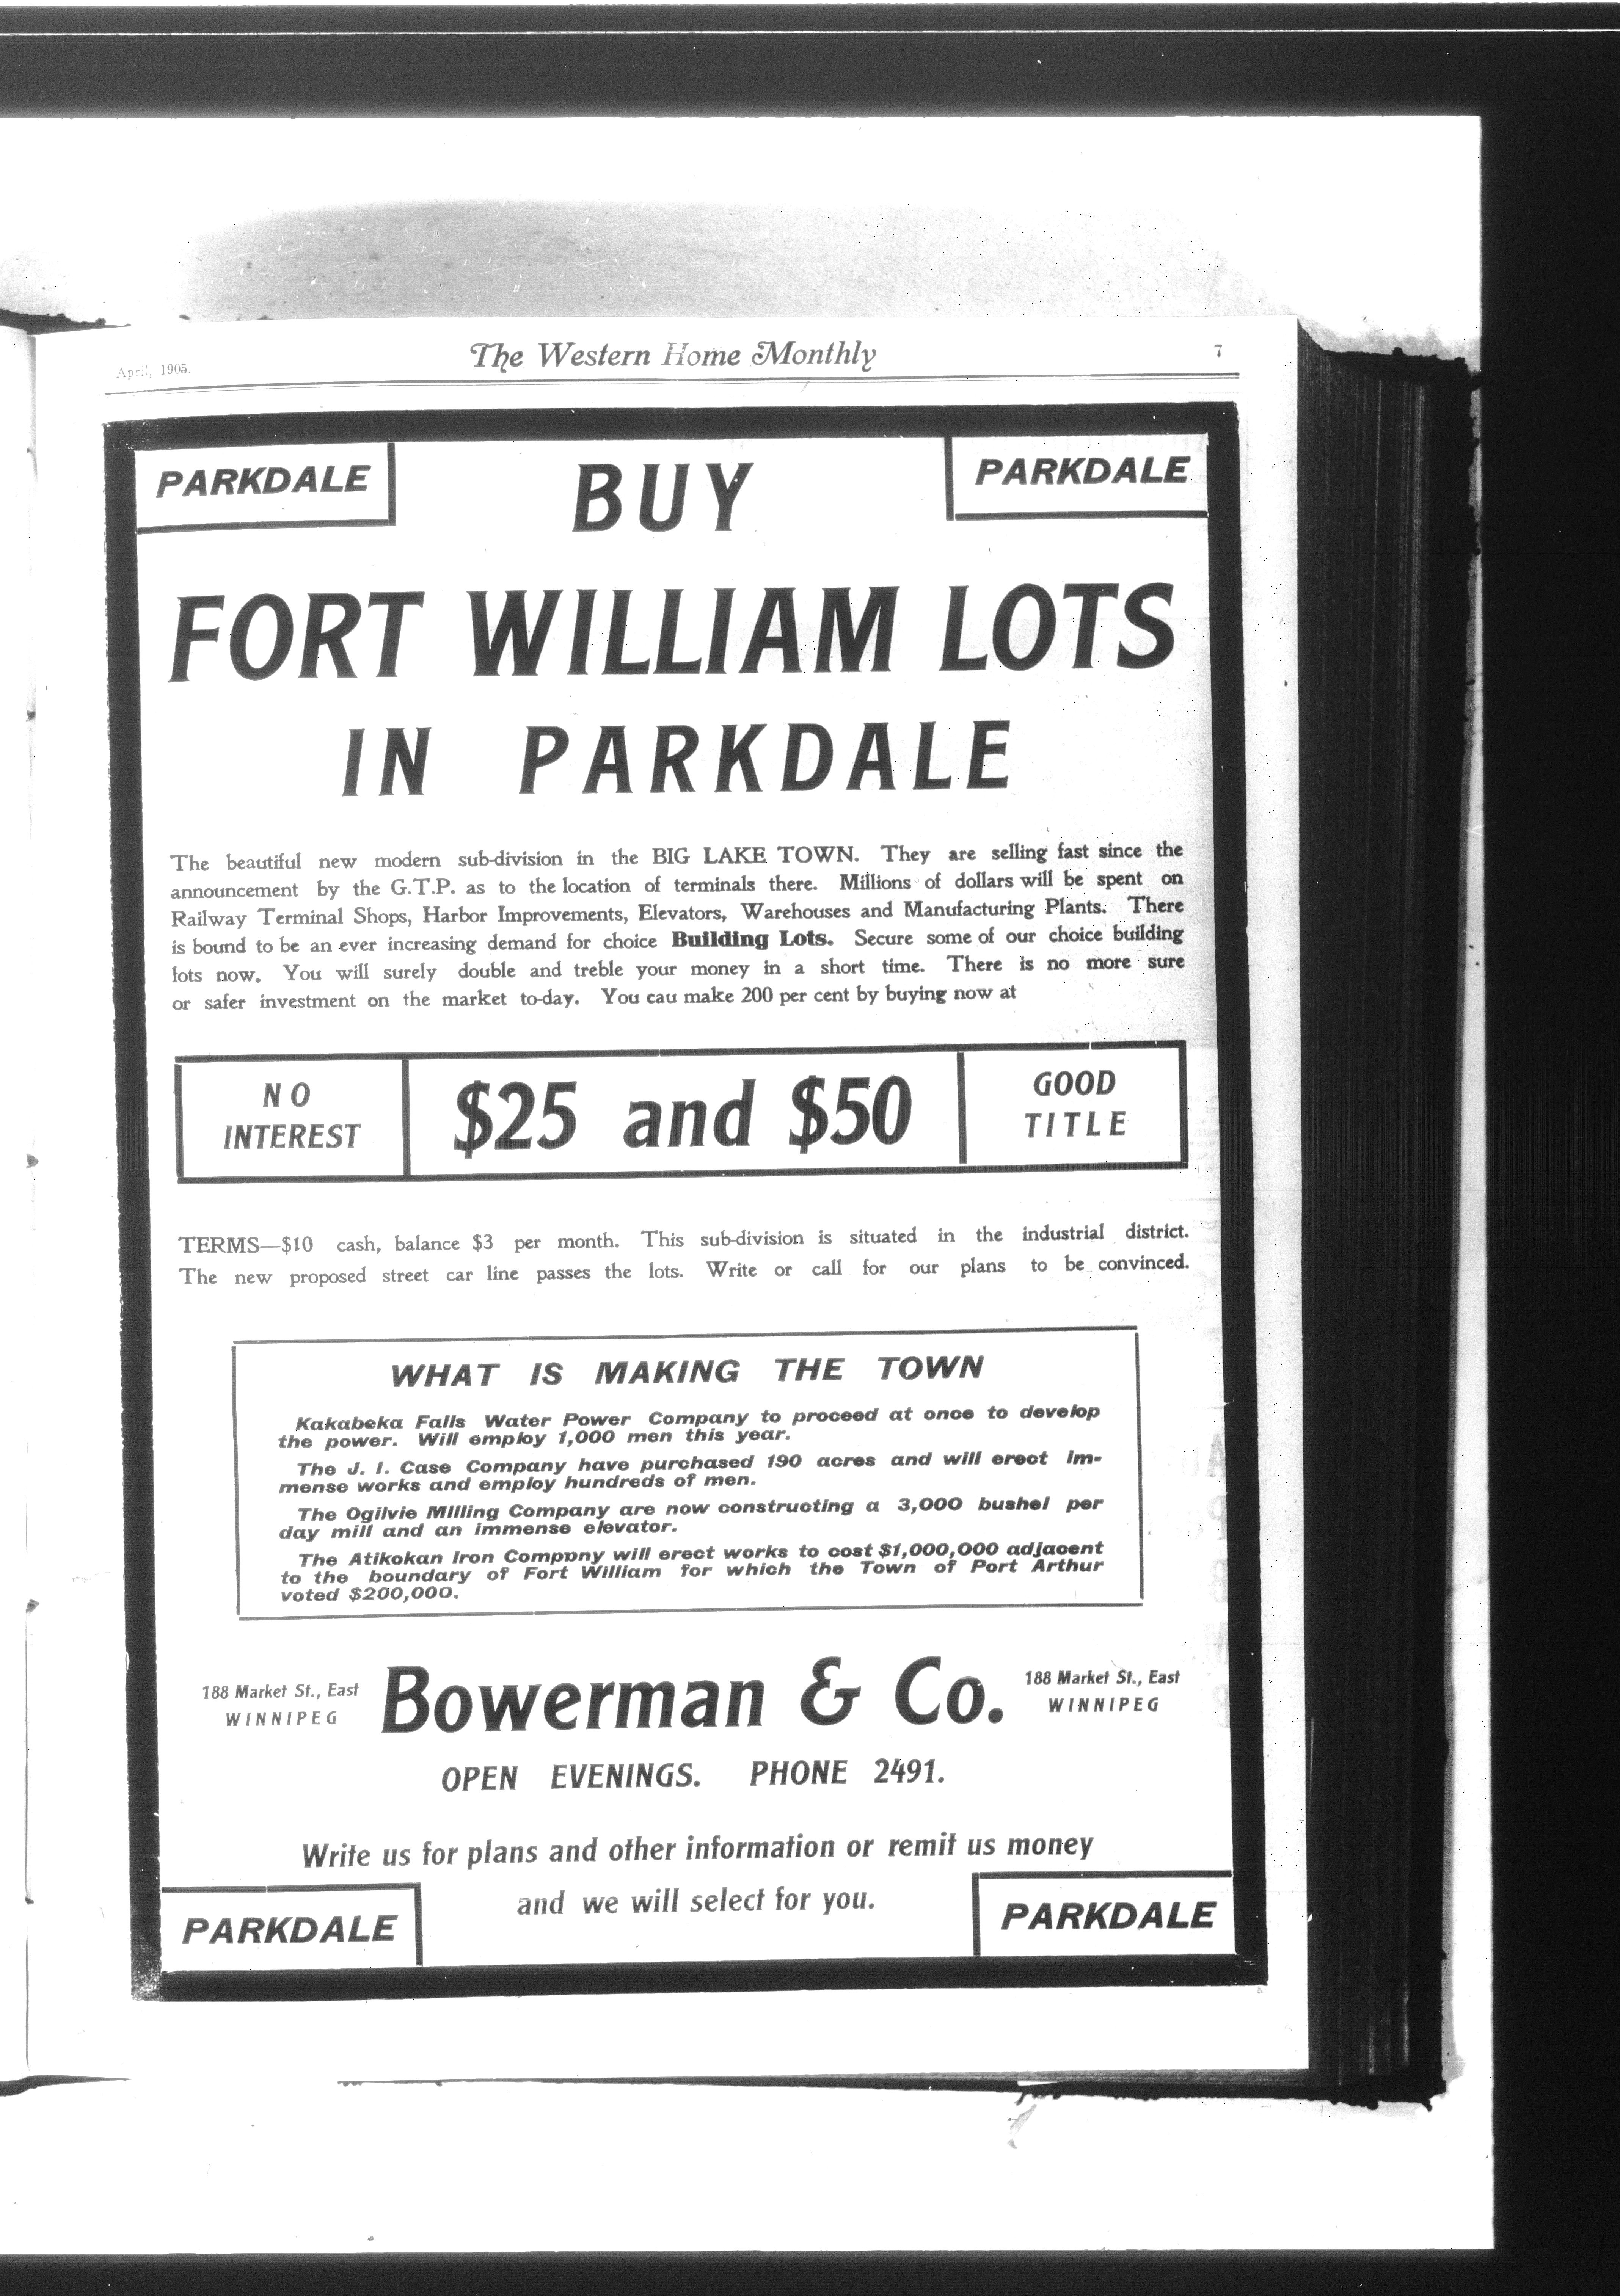 April, 1905.
The Western Home Monthly
7
PARKDALE
BUY
PARKDALE
FORT WILLIAM LOTS
IN PARKDALE
The beautiful new modern sub-division in the BIG LAKE TOWN. They are selling fast since the
announcement by the G.T.P. as to the location of terminals there. Millions of dollars will be spent on
Railway Terminal Shops, Harbor Improvements, Elevators, Warehouses and Manufacturing Plants. There
is bound to be an ever increasing demand for choice Building Lots. Secure some of our choice building
lots now. You will surely double and treble your money in a short time. There is no more sure
or safer investment on the market to-day. You cau make 200 per cent by buying now at
NO
INTEREST
$25 and $50
GOOD
TITLE
TERMS—$10 cash, balance $3 per month. This sub-division is situated in the industrial district.
The new proposed street car line passes the lots. Write or call for our plans to be convinced.
WHAT IS MAKING THE TOWN
Kakabeka Falls Water Power Company to proceed at once to develop
the power. Will employ 1,000 men this year.
The J. I. Case Company have purchased 190 acres and will erect im-
mense works and employ hundreds of men.
The Ogilvie Milling Company are now constructing a 3,000 bushel per
day mill and an immense elevator.
The Atikokan Iron Compny will erect works to cost $1,000,000 adjacent
to the boundary of Fort William for which the Town of Port Arthur
voted $200,000.
188 Market St., East
WINNIPEG
Bowerman & Co.
188 Market St., East
WINNIPEG
OPEN EVENINGS. PHONE 2491.
Write us for plans and other information or remit us money
and we will select for you.
PARKDALE
PARKDALE